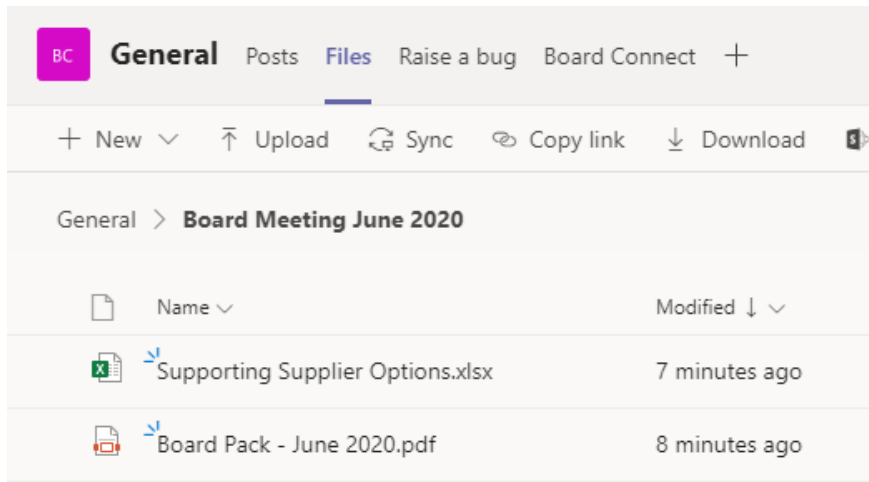 BC General Posts Files Raise a bug Board Connect
New Upload Sync Copy link Download
General > Board Meeting June 2020
Name Modified
Supporting Supplier Options.xlsx 7 minutes ago
Board Pack - June 2020.pdf 8 minutes ago